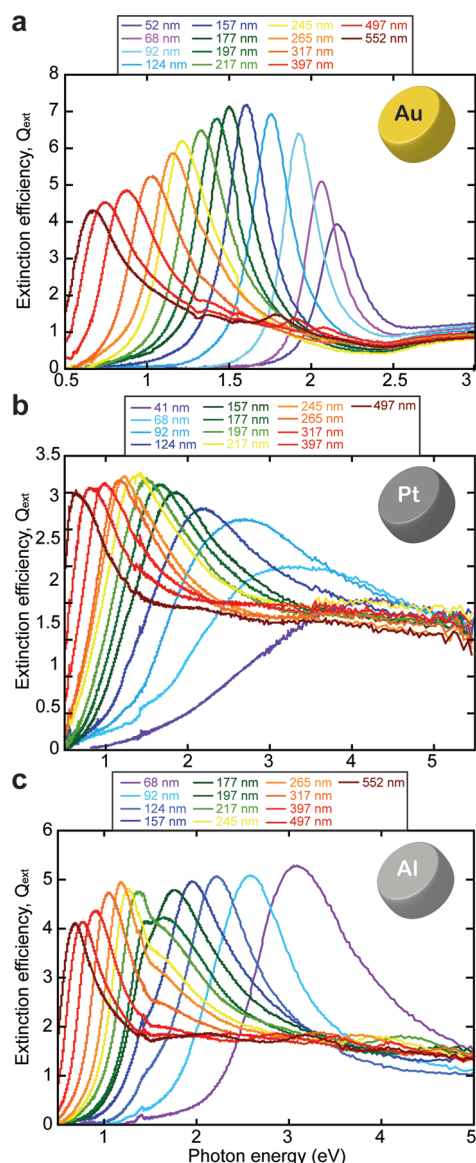 a
52 nm 157 nm 245 nm 497 nm
68 nm 177 nm 265 nm 552 nm
92 nm 197 nm 317 nm
124 nm 217 nm 397 nm
Extinction efficiency, Qext
8
7
6
5
4
3
2
1
0
Au
0.5 1 1.5 2 2.5 3
b
41 nm 157 nm 245 nm 497 nm
68 nm 177 nm 265 nm
92 nm 197 nm 317 nm
124 nm 217 nm 397 nm
Extinction efficiency, Qext
3.5
3
2.5
2
1.5
1
0.5
0
Pt
1 2 3 4 5
c
68 nm 177 nm 265 nm 552 nm
92 nm 197 nm 317 nm
124 nm 217 nm 397 nm
157 nm 245 nm 497 nm
Extinction efficiency, Qext
6
5
4
3
2
1
0
Al
1 2 3 4 5
Photon energy (eV)